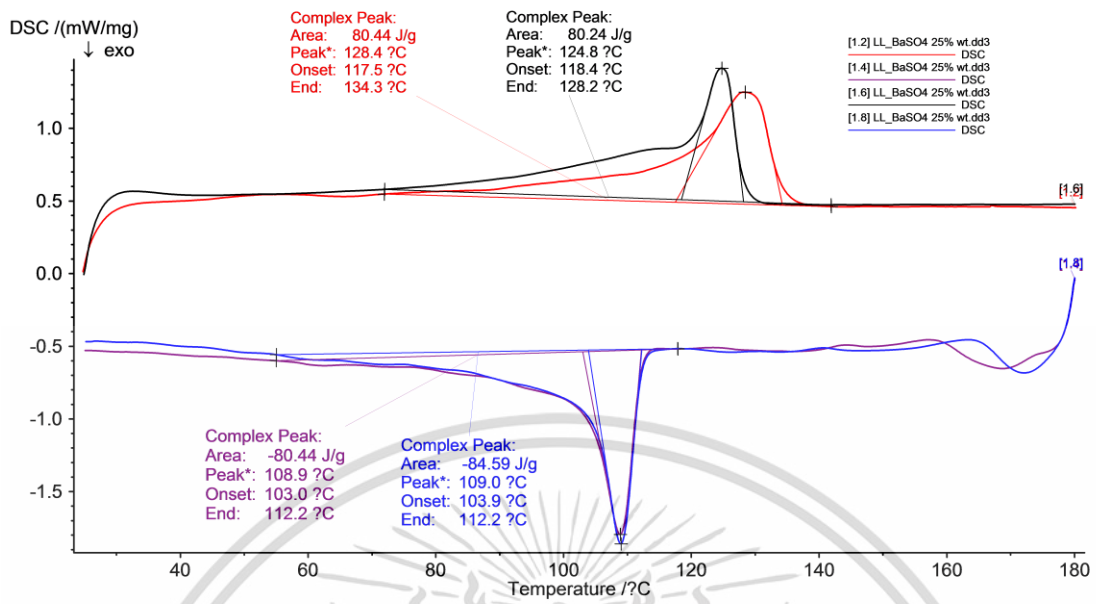 DSC /(mW/mg)
↓ exo
Complex Peak:
Area: 80.44 J/g
Peak*: 128.4 ?C
Onset: 117.5 ?C
End: 134.3 ?C
Complex Peak:
Area: 80.24 J/g
Peak*: 124.8 ?C
Onset: 118.4 ?C
End: 128.2 ?C
[1.2] LL_BaSO4 25% wt.dd3
DSC
[1.4] LL_BaSO4 25% wt.dd3
DSC
[1.6] LL_BaSO4 25% wt.dd3
DSC
[1.8] LL_BaSO4 25% wt.dd3
DSC
1.0
0.5
0.0
-0.5
-1.0
-1.5
[1.6]
Complex Peak:
Area: -80.44 J/g
Peak*: 108.9 ?C
Onset: 103.0 ?C
End: 112.2 ?C
Complex Peak:
Area: -84.59 J/g
Peak*: 109.0 ?C
Onset: 103.9 ?C
End: 112.2 ?C
40 60 80 100 120 140 160 180
Temperature /?C